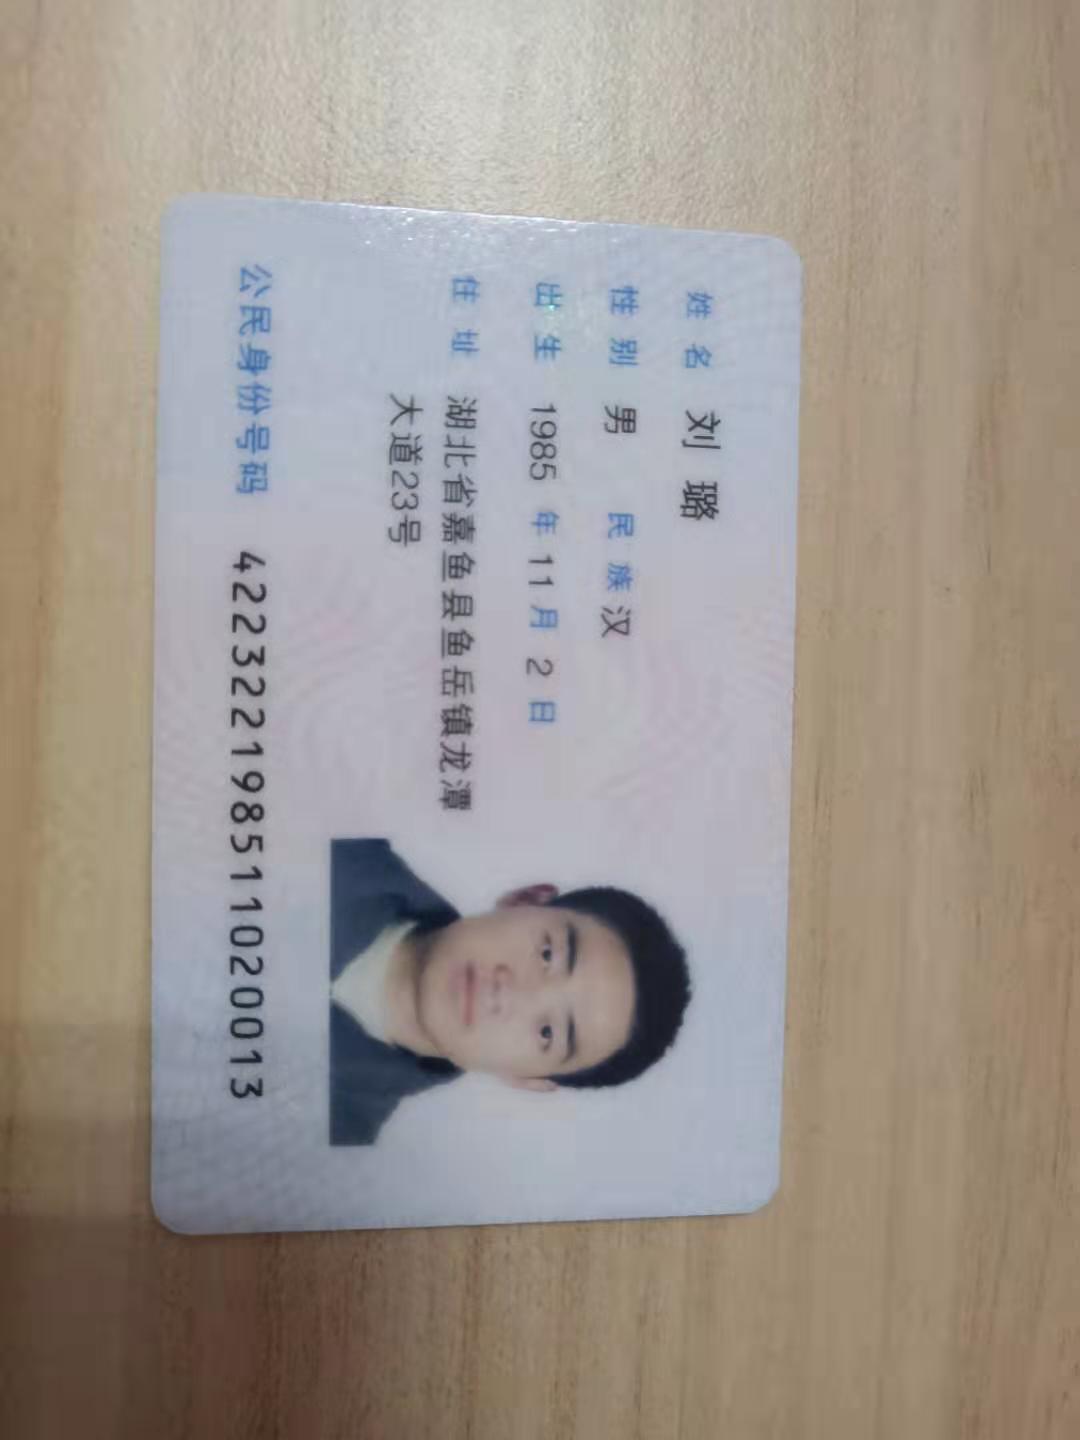 姓名 刘璐
性别 男 民族 汉
出生 1985 年 11 月 2 日
住址 湖北省嘉鱼县鱼岳镇龙潭
大道23号
公民身份号码 422322198511020013